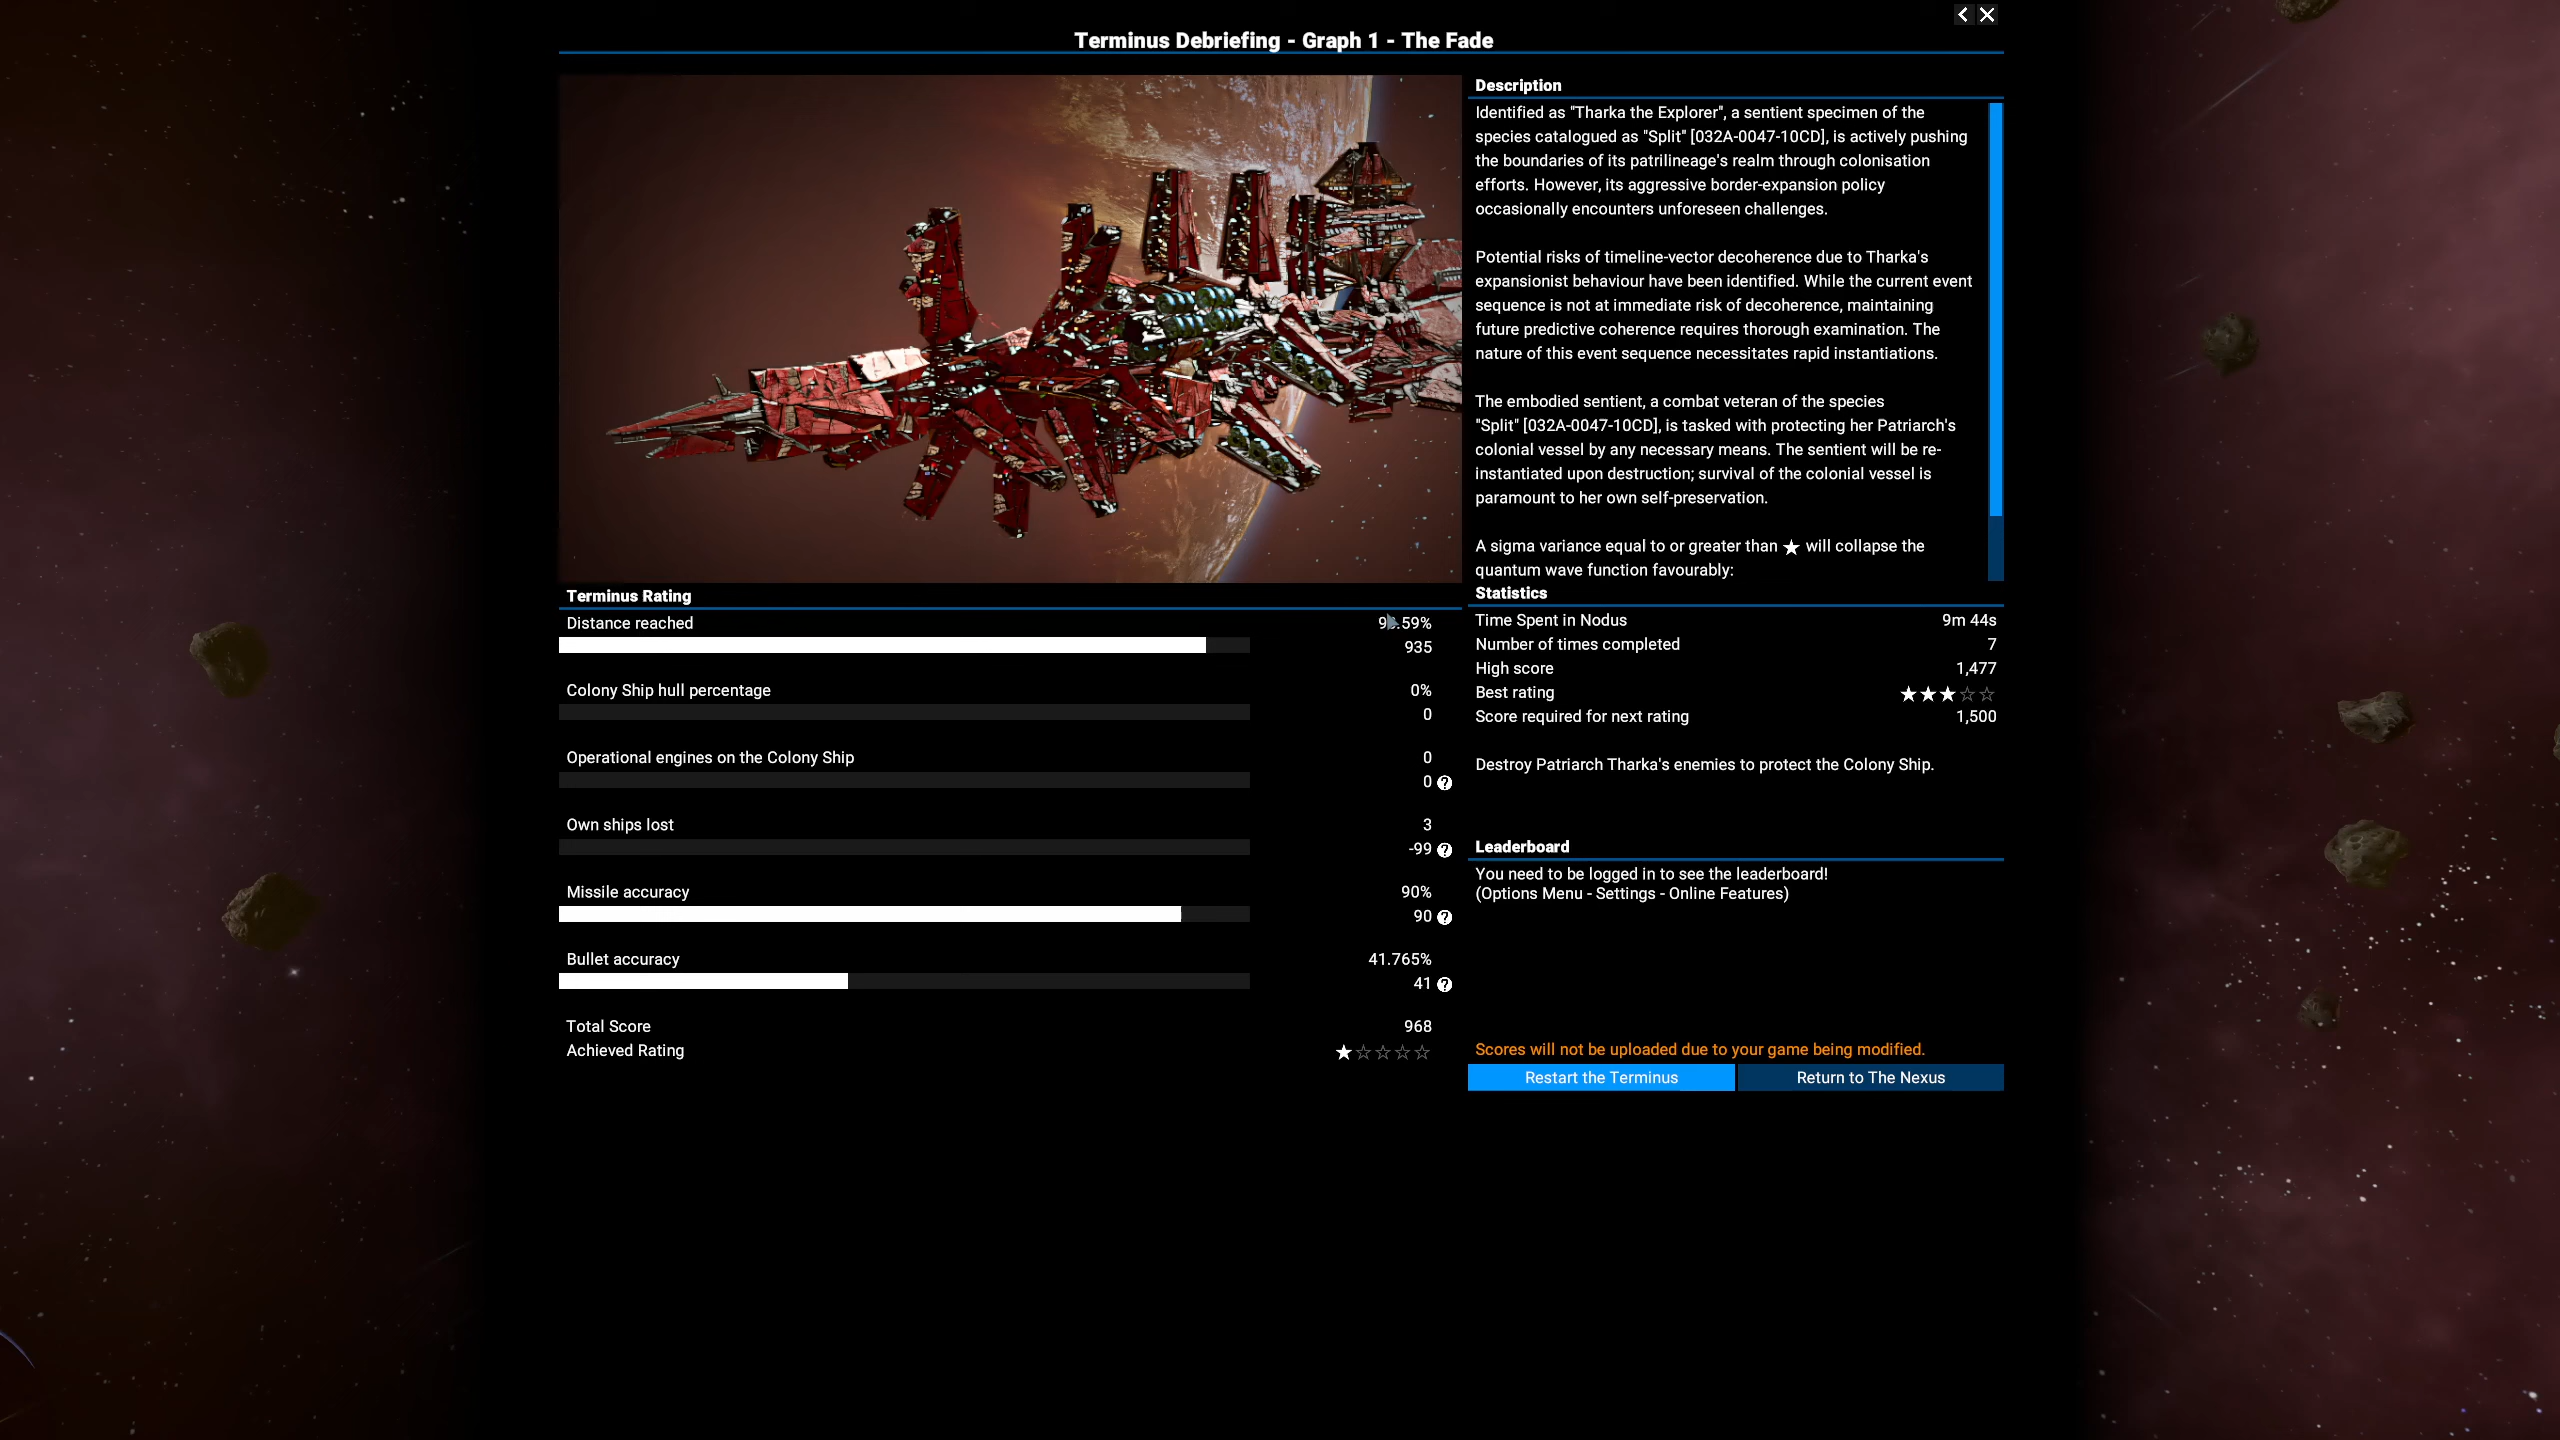 Terminus Debriefing - Graph 1 - The Fade
Description
Identified as "Tharka the Explorer", a sentient specimen of the
species catalogued as "Split" [032A-0047-10CD], is actively pushing
the boundaries of its patrilineage's realm through colonisation
efforts. However, its aggressive border-expansion policy
occasionally encounters unforeseen challenges.
Potential risks of timeline-vector decoherence due to Tharka's
expansionist behaviour have been identified. While the current event
sequence is not at immediate risk of decoherence, maintaining
future predictive coherence requires thorough examination. The
nature of this event sequence necessitates rapid instantiations.
The embodied sentient, a combat veteran of the species
"Split" [032A-0047-10CD], is tasked with protecting her Patriarch's
colonial vessel by any necessary means. The sentient will be re-
instantiated upon destruction; survival of the colonial vessel is
paramount to her own self-preservation.
A sigma variance equal to or greater than ★ will collapse the
quantum wave function favourably:
Terminus Rating
Distance reached
935
Colony Ship hull percentage 0%
0
Operational engines on the Colony Ship 0
0 ?
Own ships lost 3
-99 ?
Missile accuracy 90%
90 ?
Bullet accuracy 41.765%
41 ?
Total Score 968
Achieved Rating ★☆☆☆☆
Statistics
Time Spent in Nodus 9m 44s
Number of times completed 7
High score 1,477
Best rating ★★★☆☆
Score required for next rating 1,500
Destroy Patriarch Tharka's enemies to protect the Colony Ship.
Leaderboard
You need to be logged in to see the leaderboard!
(Options Menu - Settings - Online Features)
Scores will not be uploaded due to your game being modified.
Restart the Terminus Return to The Nexus